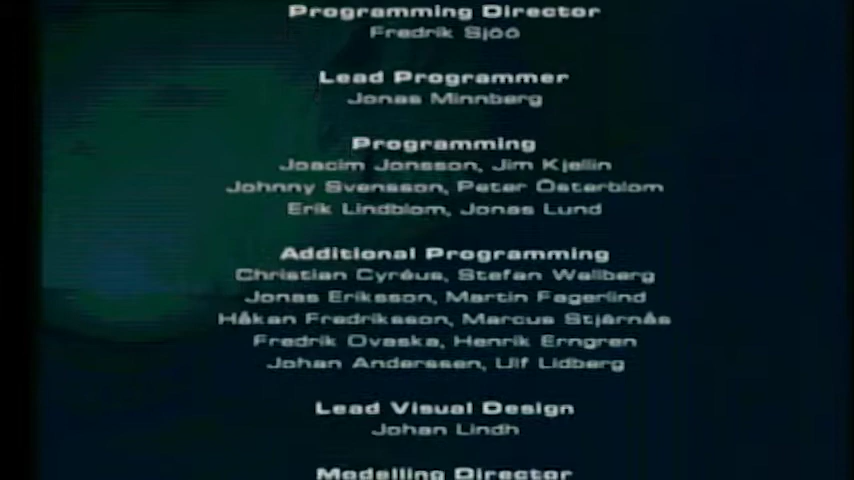 Programming Director
Fredrik Sjöö
Lead Programmer
Jonas Minnberg
Programming
Joacim Jonsson, Jim Kjellin
Johnny Svensson, Peter Österblom
Erik Lindblom, Jonas Lund
Additional Programming
Christian Cyréus, Stefan Wallberg
Jonas Eriksson, Martin Fagerlind
Håkan Fredriksson, Marcus Stjärnås
Fredrik Ovaska, Henrik Erngren
Johan Anderssen, Ulf Lidberg
Lead Visual Design
Johan Lindh
Modelling Director